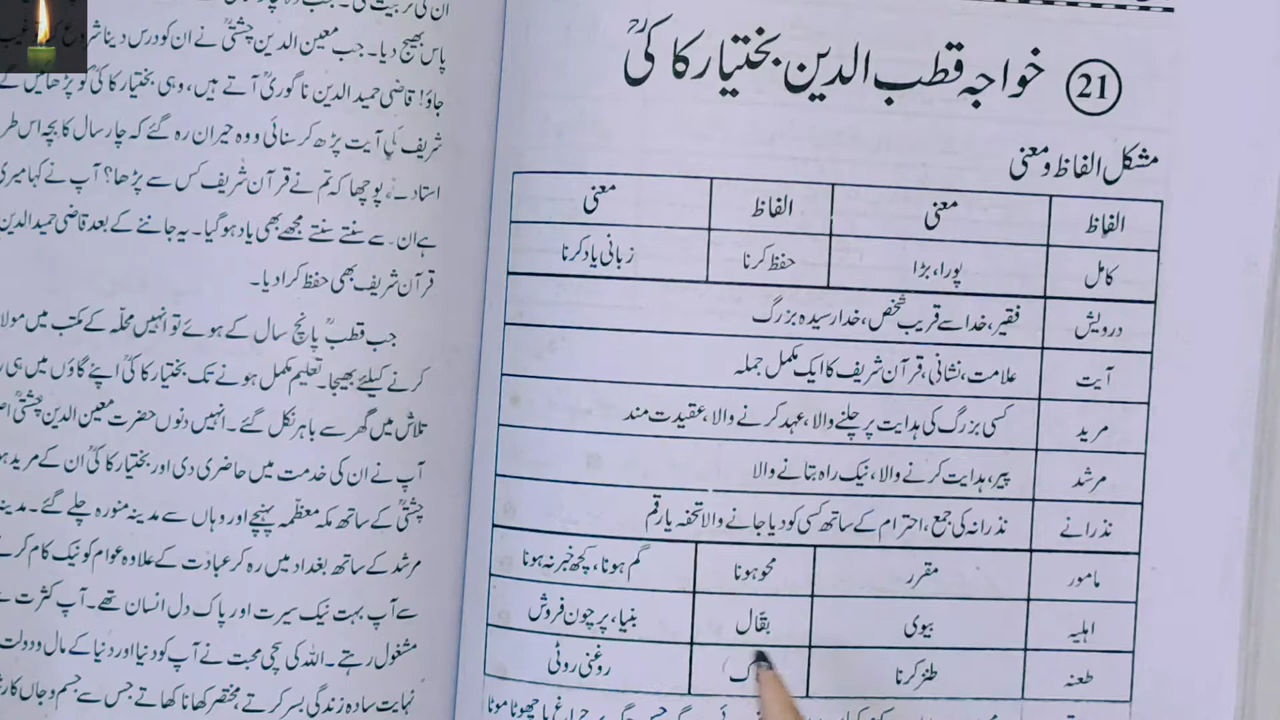 21 خواجہ قطب الدین بختیار کاکیؒ
مشکل الفاظ و معنی
الفاظ معنی الفاظ معنی
کامل پورا، بڑا حفظ کرنا زبانی یاد کرنا
درویش فقیر، خدا سے قریب شخص، خدا رسیدہ بزرگ
آیت علامت، نشانی، قرآن شریف کا ایک مکمل جملہ
مرید کسی بزرگ کی ہدایت پر چلنے والا، عہد کرنے والا، عقیدت مند
مرشد پیر، ہدایت کرنے والا، نیک راہ بتانے والا
نذرانے نذرانہ کی جمع، احترام کے ساتھ کسی کو دیا جانے والا تحفہ یا رقم
مامور مقرر محو ہونا گم ہونا، کچھ خبر نہ ہونا
اہلیہ بیوی بقّال بنیا، پرچون فروش
طعنہ طنز کرنا روغنی روٹی
پاس بھیج دیا۔ جب معین الدین چشتیؒ نے ان کو درس دینا شروع
جاؤ! قاضی حمید الدین ناگوریؒ آتے ہیں، وہی بختیار کاکیؒ کو پڑھائیں گے
شریف کی آیت پڑھ کر سنائی وہ حیران رہ گئے کہ چار سال کا بچہ اس
استاد نے پوچھا کہ تم نے قرآن شریف کس سے پڑھا؟ آپ نے کہا میری
ہے ان سے سنتے سنتے مجھے بھی یاد ہوگیا۔ یہ جاننے کے بعد قاضی حمید الدین
قرآن شریف بھی حفظ کرا دیا۔
جب قطبؒ پانچ سال کے ہوئے تو انہیں محلّہ کے مکتب میں مولا
کرنے کیلئے بھیجا۔ تعلیم مکمل ہونے تک بختیار کاکیؒ اپنے گاؤں میں ہی
تلاش میں گھر سے باہر نکل گئے۔ انہیں دنوں حضرت معین الدین چشتیؒ
آپ نے ان کی خدمت میں حاضری دی اور بختیار کاکیؒ ان کے مرید
چشتیؒ کے ساتھ مکہ معظمہ پہنچے اور وہاں سے مدینہ منورہ چلے گئے۔
مرشد کے ساتھ بغداد میں رہ کر عبادت کے علاوہ عوام کو نیک کام
سے آپ بہت نیک سیرت اور پاک دل انسان تھے۔ آپ کثرت سے
مشغول رہتے۔ اللہ کی سچی محبت نے آپ کو دنیا اور دنیا کے مال و دولت
نہایت سادہ زندگی بسر کرتے مختصر کھانا کھاتے جس سے جسم و جاں کا